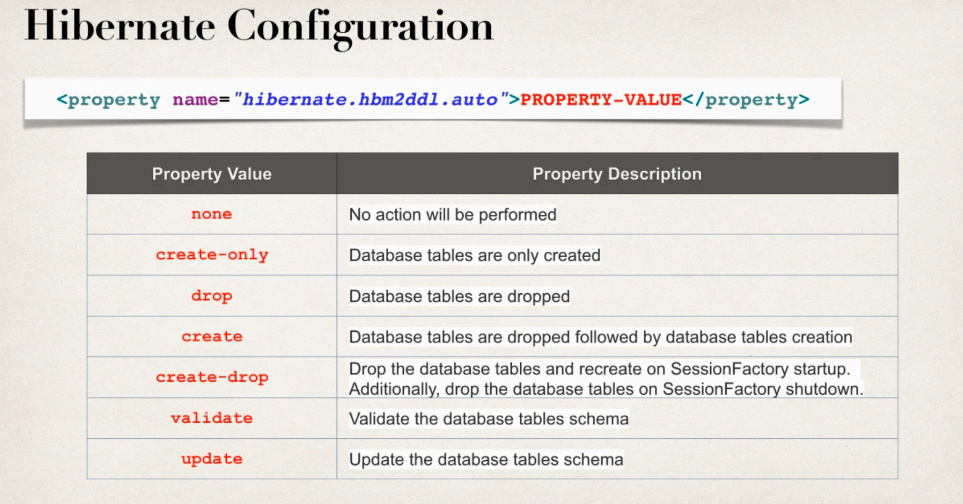 Hibernate Configuration
<property name="hibernate.hbm2ddl.auto">PROPERTY-VALUE</property>
Property Value Property Description
none No action will be performed
create-only Database tables are only created
drop Database tables are dropped
create Database tables are dropped followed by database tables creation
create-drop Drop the database tables and recreate on SessionFactory startup.
Additionally, drop the database tables on SessionFactory shutdown.
validate Validate the database tables schema
update Update the database tables schema